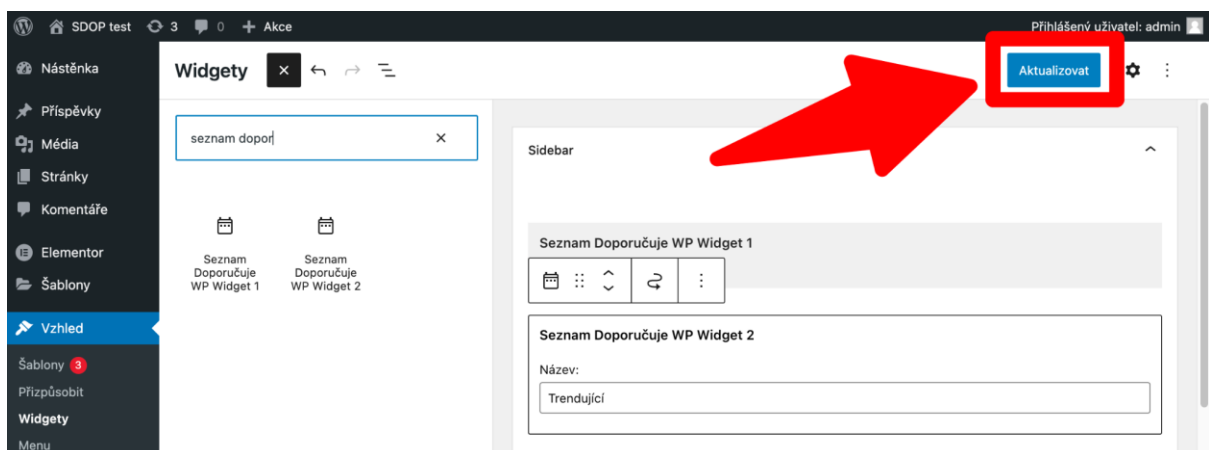 SDOP test 3 0 + Akce Přihlášený uživatel: admin
Nástěnka
Příspěvky
Média
Stránky
Komentáře
Elementor
Šablony
Vzhled
Šablony 3
Přizpůsobit
Widgety
Menu
Widgety
Aktualizovat
seznam dopor
Seznam
Doporučuje
WP Widget 1
Seznam
Doporučuje
WP Widget 2
Sidebar
Seznam Doporučuje WP Widget 1
Seznam Doporučuje WP Widget 2
Název:
Trendující